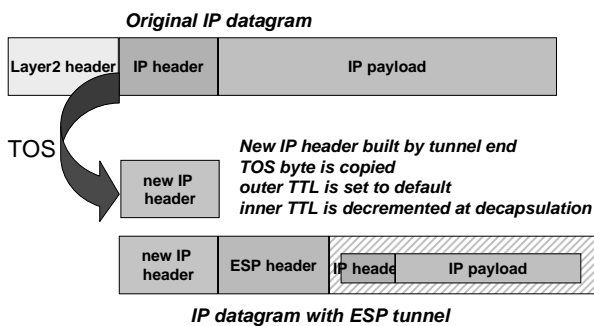 Original IP datagram
Layer2 header IP header IP payload
TOS
New IP header built by tunnel end
TOS byte is copied
outer TTL is set to default
inner TTL is decremented at decapsulation
new IP
header
new IP
header
ESP header
IP heade IP payload
IP datagram with ESP tunnel